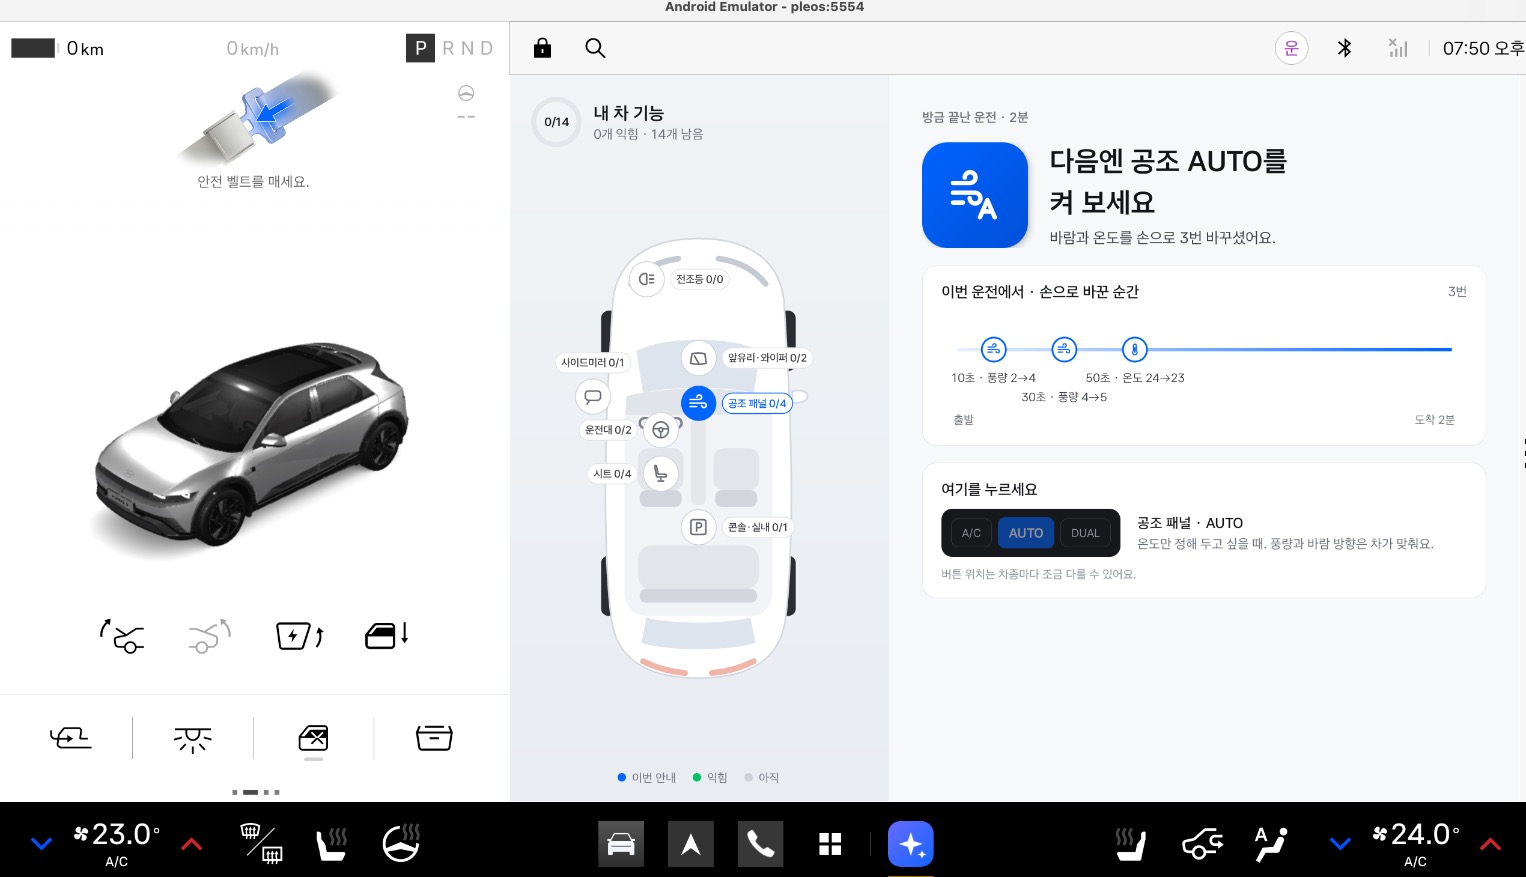 Android Emulator - pleos:5554
0km
0km/h
P R N D
안전 벨트를 매세요.
운
07:50 오후
0/14
내 차 기능
0개 익힘 · 14개 남음
전조등 0/0
사이드미러 0/1
앞유리·와이퍼 0/2
공조 패널 0/4
운전대 0/2
시트 0/4
P
콘솔·실내 0/1
이번 안내
익힘
아직
방금 끝난 운전 · 2분
A
다음엔 공조 AUTO를
켜 보세요
바람과 온도를 손으로 3번 바꾸셨어요.
이번 운전에서 · 손으로 바꾼 순간
3번
10초 · 풍량 2→4
50초 · 온도 24→23
30초 · 풍량 4→5
출발
도착 2분
여기를 누르세요
A/C
AUTO
DUAL
공조 패널 · AUTO
온도만 정해 두고 싶을 때. 풍량과 바람 방향은 차가 맞춰요.
버튼 위치는 차종마다 조금 다를 수 있어요.
23.0°
A/C
A
24.0°
A/C